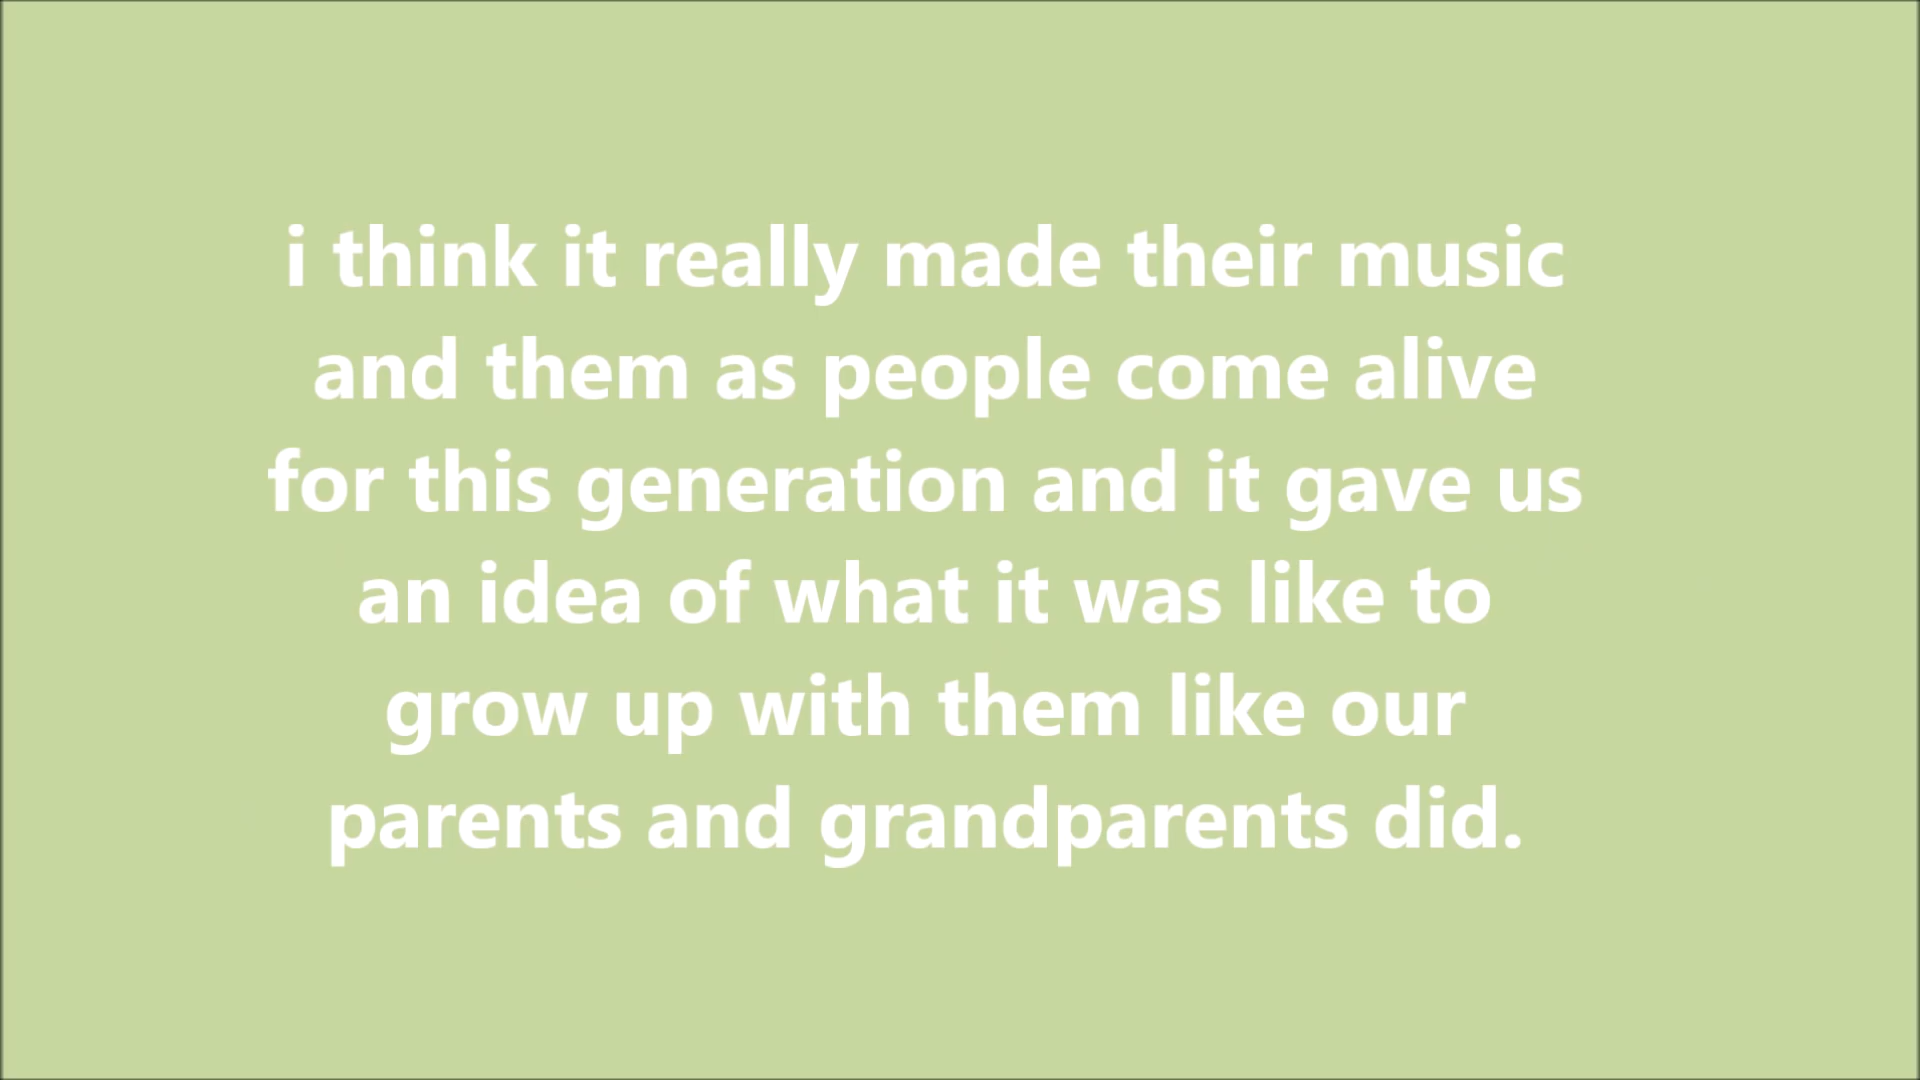 i think it really made their music
and them as people come alive
for this generation and it gave us
an idea of what it was like to
grow up with them like our
parents and grandparents did.